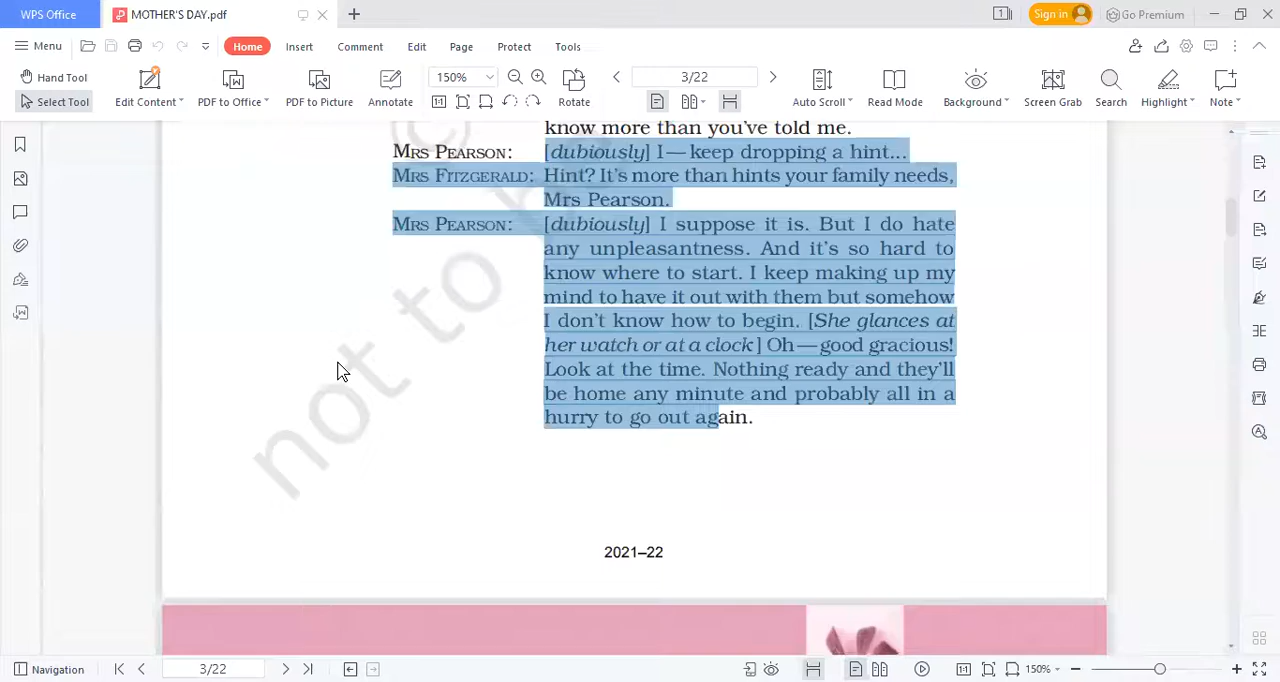 WPS Office
MOTHER'S DAY.pdf
Sign in
Go Premium
Menu
Home
Insert
Comment
Edit
Page
Protect
Tools
Hand Tool
Select Tool
Edit Content
PDF to Office
PDF to Picture
Annotate
150%
Rotate
3/22
Auto Scroll
Read Mode
Background
Screen Grab
Search
Highlight
Note
know more than you've told me.
MRS PEARSON: [dubiously] I—keep dropping a hint...
MRS FITZGERALD: Hint? It's more than hints your family needs,
Mrs Pearson.
MRS PEARSON: [dubiously] I suppose it is. But I do hate
any unpleasantness. And it's so hard to
know where to start. I keep making up my
mind to have it out with them but somehow
I don't know how to begin. [She glances at
her watch or at a clock] Oh—good gracious!
Look at the time. Nothing ready and they'll
be home any minute and probably all in a
hurry to go out again.
not to be
©
2021–22
Navigation
3/22
150%